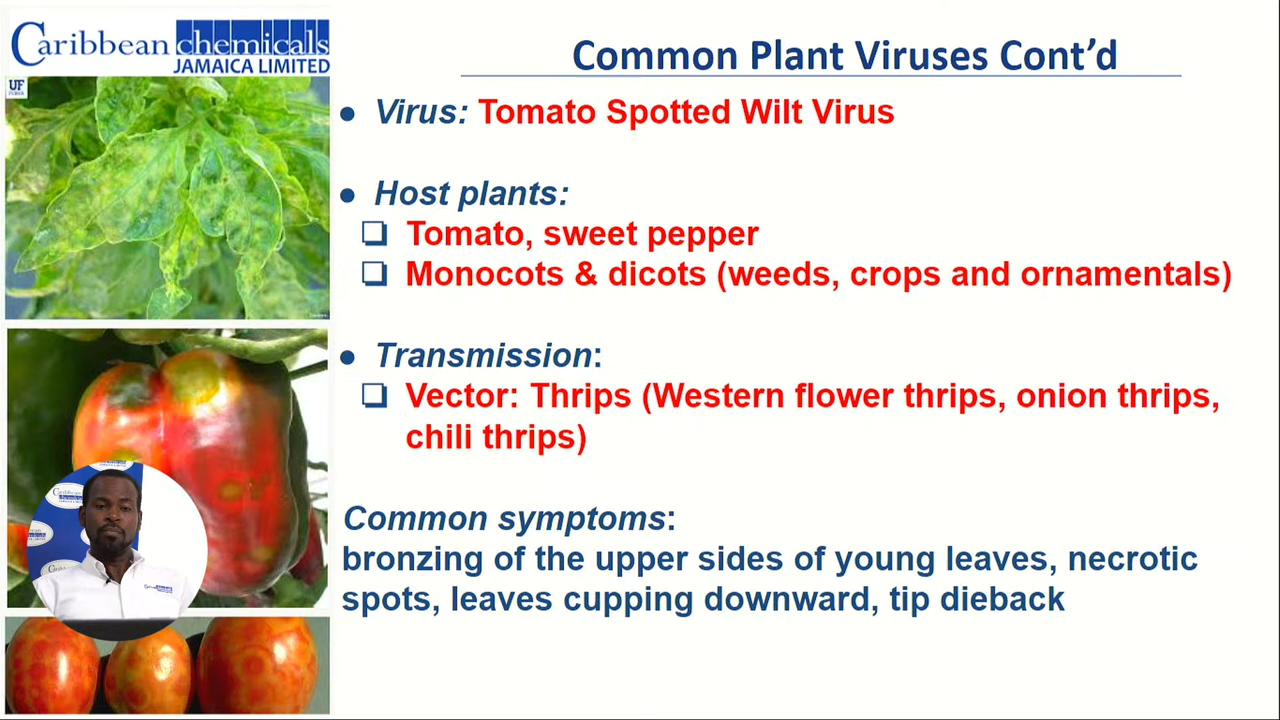 Caribbean chemicals
JAMAICA LIMITED
UF
Common Plant Viruses Cont'd
● Virus: Tomato Spotted Wilt Virus
● Host plants:
❏ Tomato, sweet pepper
❏ Monocots & dicots (weeds, crops and ornamentals)
● Transmission:
❏ Vector: Thrips (Western flower thrips, onion thrips,
chili thrips)
Common symptoms:
bronzing of the upper sides of young leaves, necrotic
spots, leaves cupping downward, tip dieback